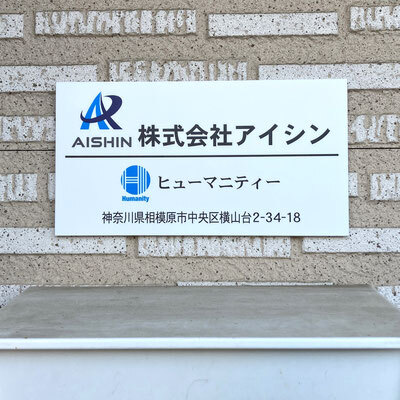 AISHIN 株式会社アイシン
Humanity ヒューマニティー
神奈川県相模原市中央区横山台2-34-18